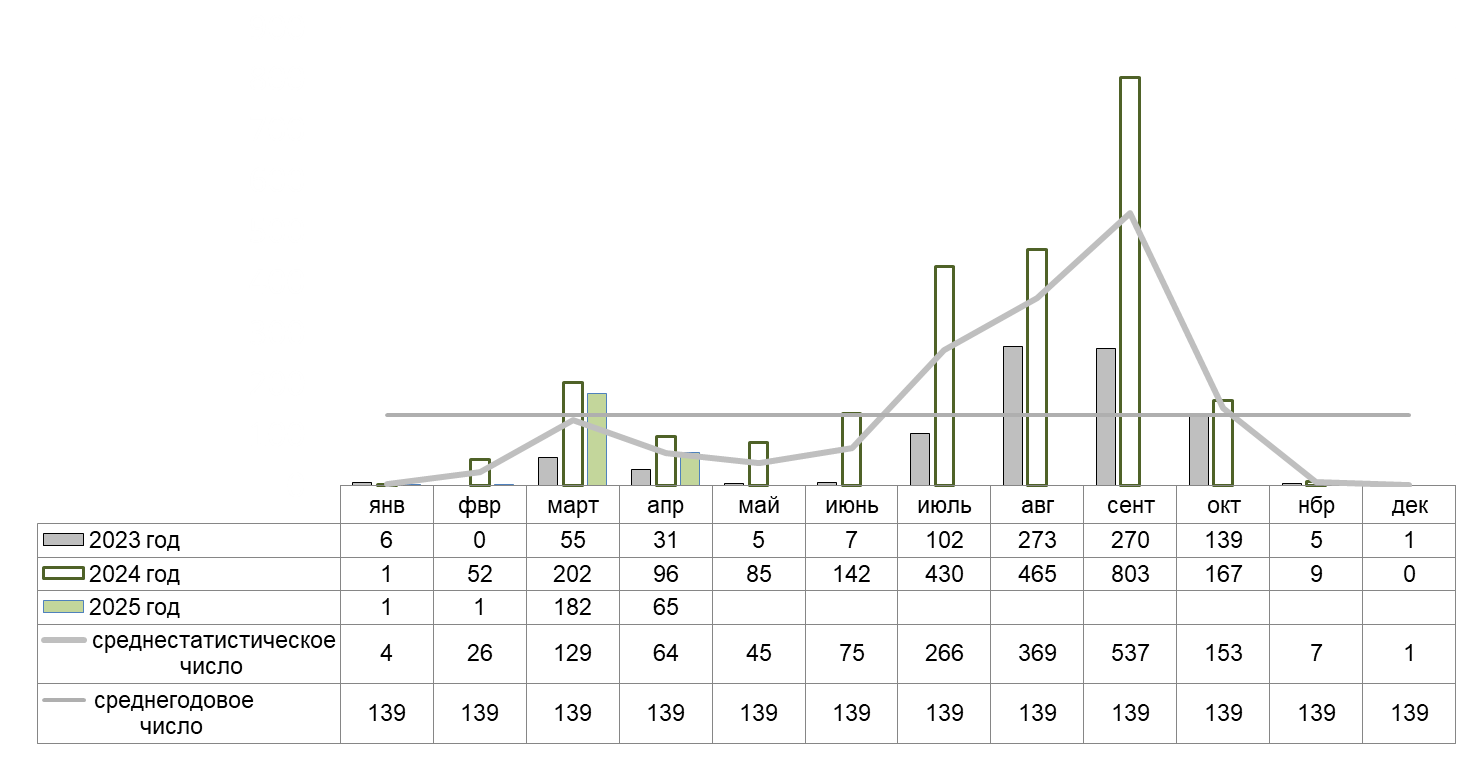 янв фвр март апр май июнь июль авг сент окт нбр дек
2023 год 6 0 55 31 5 7 102 273 270 139 5 1
2024 год 1 52 202 96 85 142 430 465 803 167 9 0
2025 год 1 1 182 65
среднестатистическое
число 4 26 129 64 45 75 266 369 537 153 7 1
среднегодовое
число 139 139 139 139 139 139 139 139 139 139 139 139